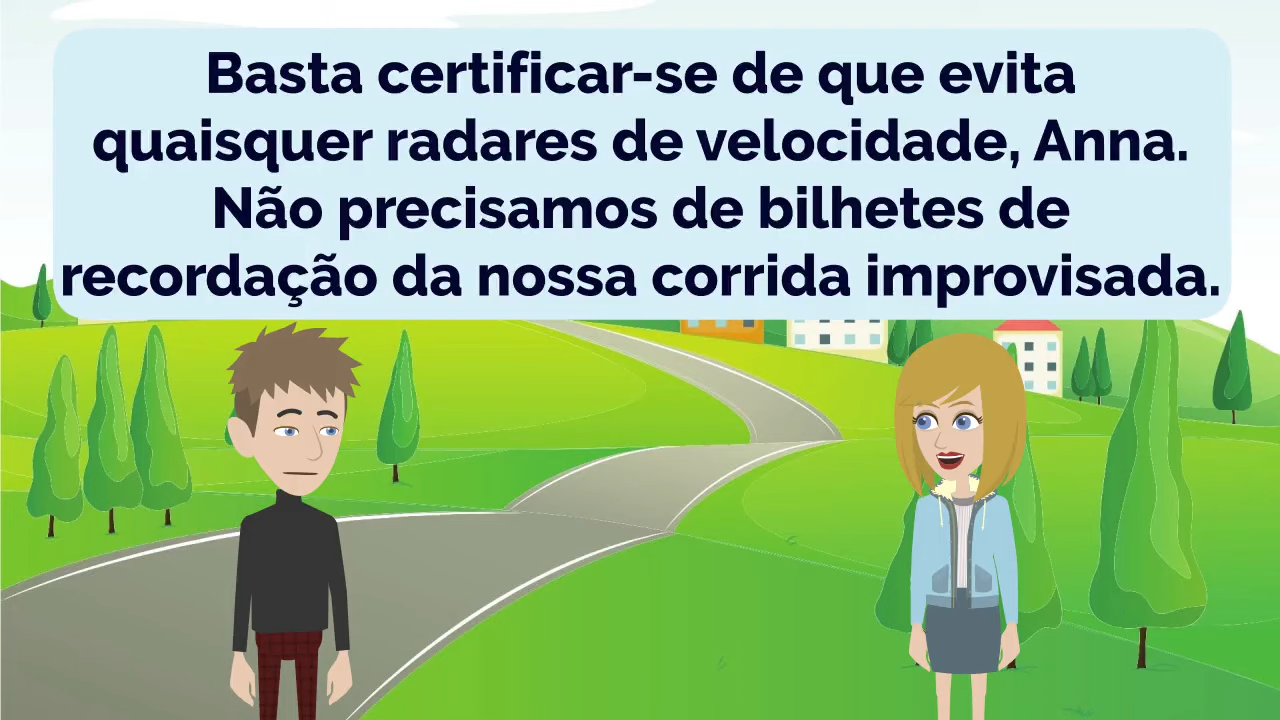 Basta certificar-se de que evita
quaisquer radares de velocidade, Anna.
Não precisamos de bilhetes de
recordação da nossa corrida improvisada.